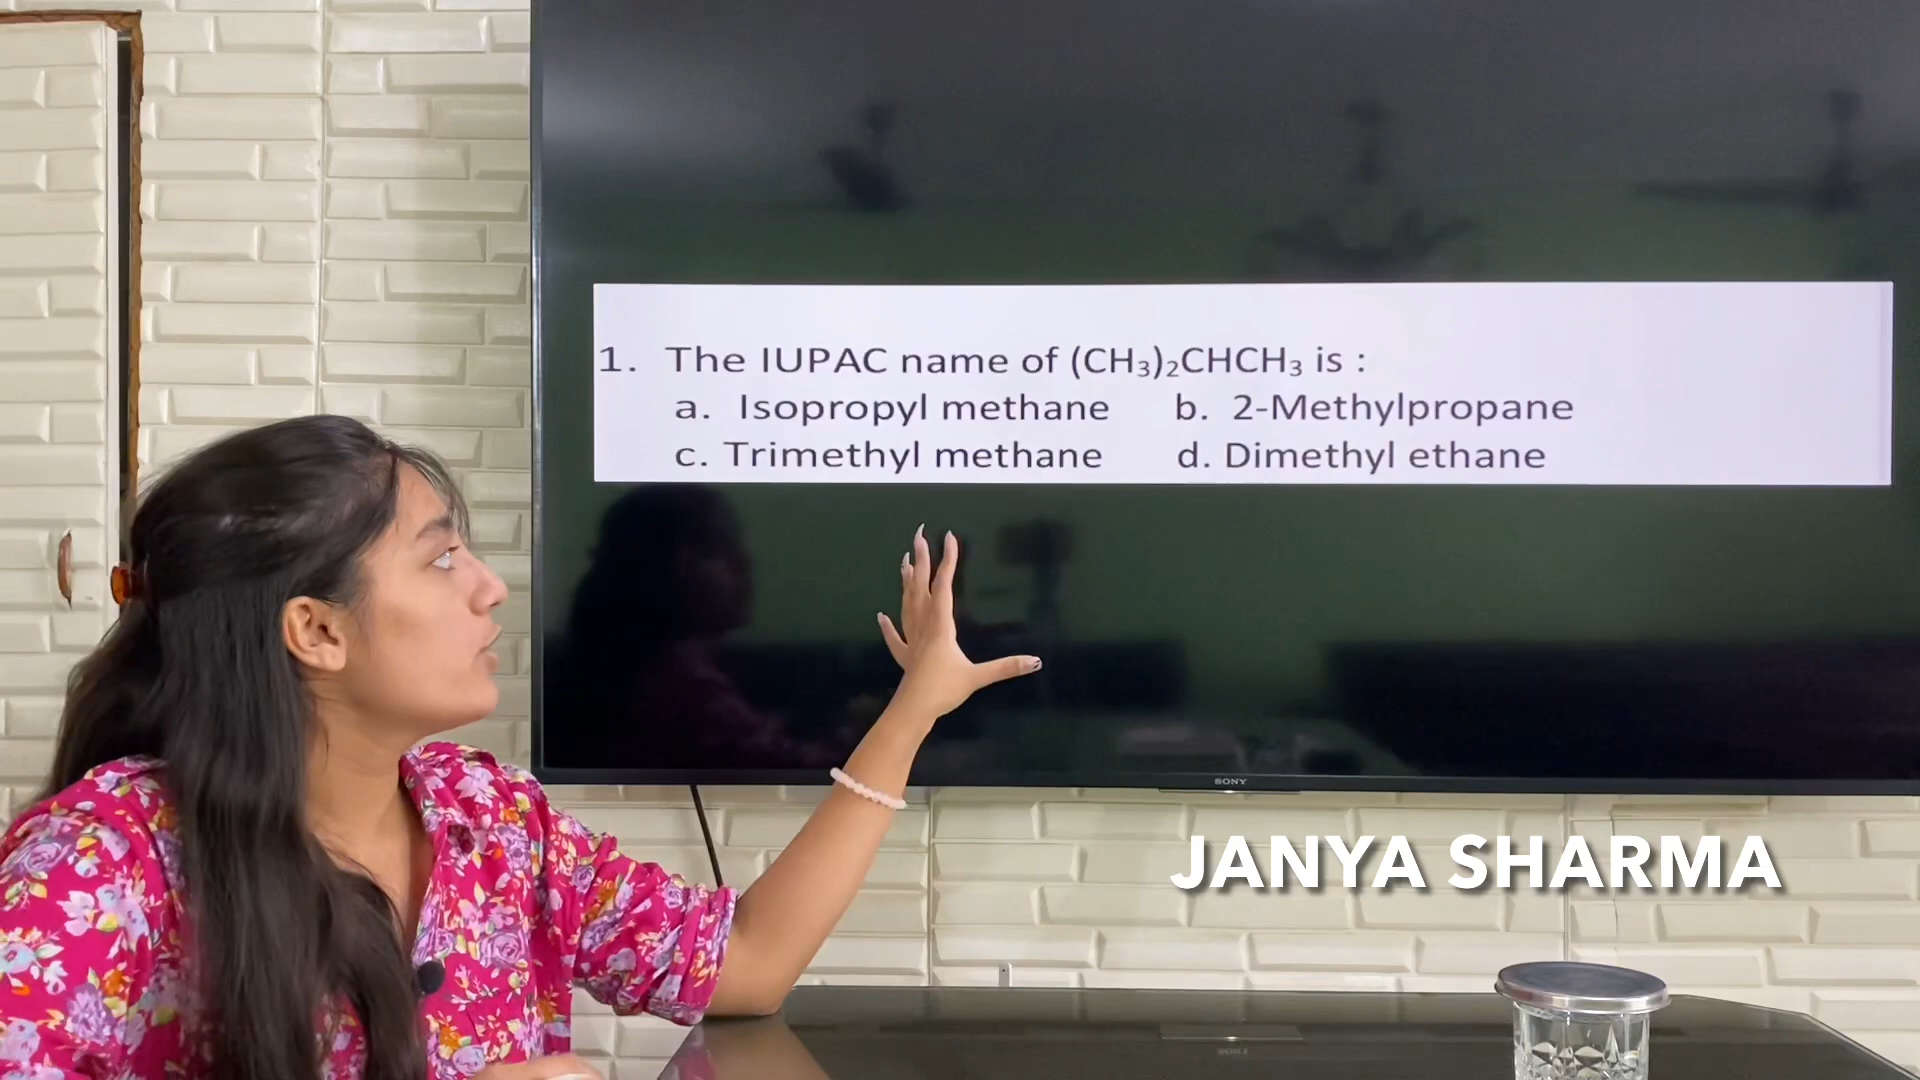 1. The IUPAC name of (CH₃)₂CHCH₃ is :
a. Isopropyl methane b. 2-Methylpropane
c. Trimethyl methane d. Dimethyl ethane
SONY
JANYA SHARMA